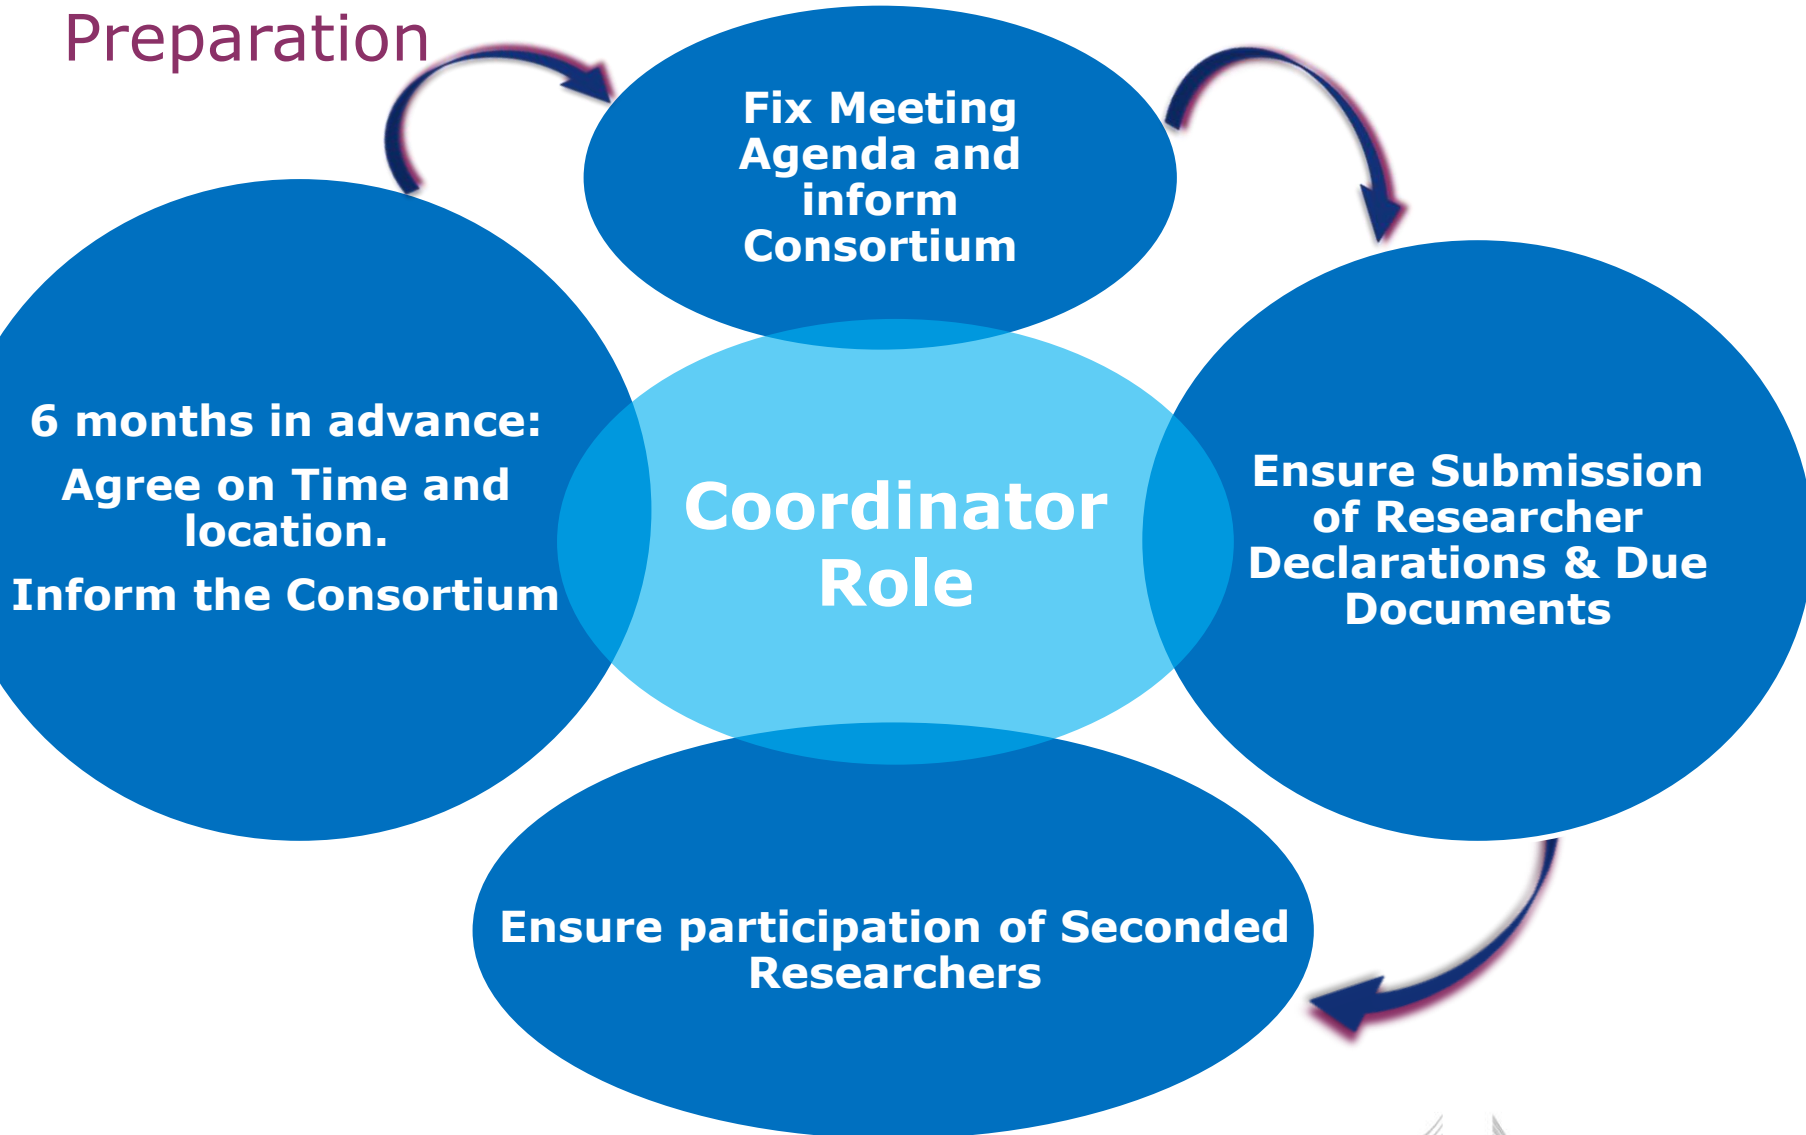 Preparation
Fix Meeting
Agenda and
inform
Consortium
6 months in advance:
Agree on Time and
location.
Inform the Consortium
Coordinator
Role
Ensure Submission
of Researcher
Declarations & Due
Documents
Ensure participation of Seconded
Researchers